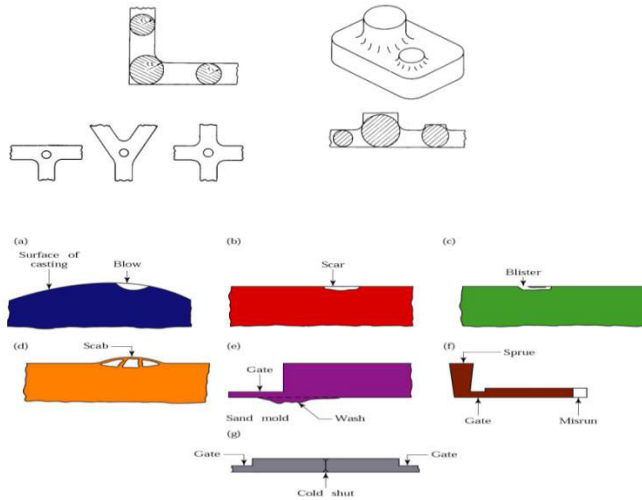 (a)
(b)
(c)
Surface of
casting
Blow
Scar
Blister
(d)
Scab
(e)
Gate
Sand mold
Wash
(f)
Sprue
Gate
Misrun
(g)
Gate
Gate
Cold shut